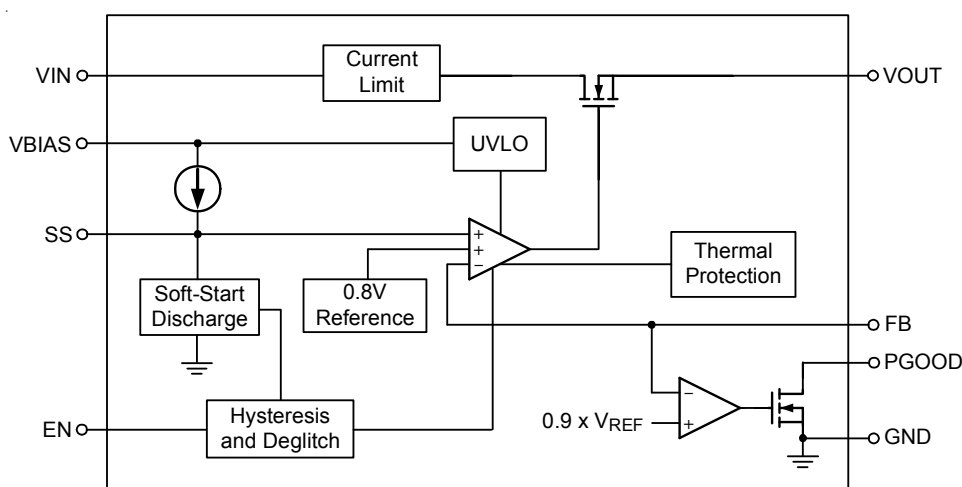 VIN
Current
Limit
VOUT
VBIAS
UVLO
SS
+
+
−
Thermal
Protection
Soft-Start
Discharge
0.8V
Reference
FB
PGOOD
−
0.9 x VREF
+
EN
Hysteresis
and Deglitch
GND